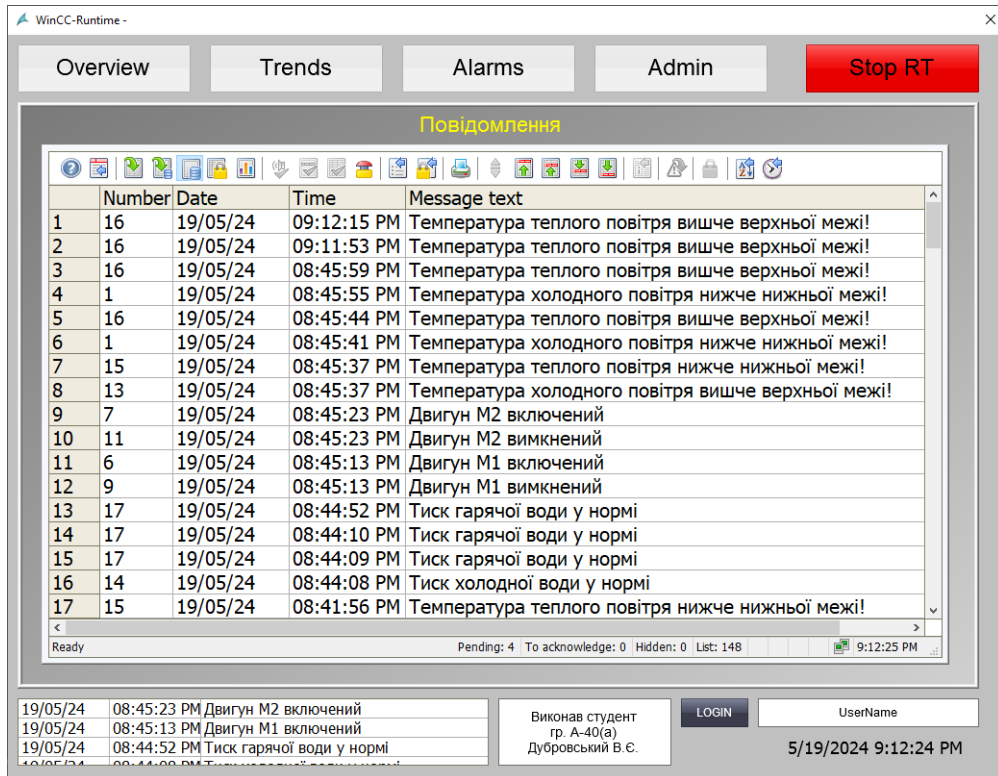 WinCC-Runtime -
Overview Trends Alarms Admin Stop RT
Повідомлення
Number Date Time Message text
1 16 19/05/24 09:12:15 PM Температура теплого повітря вище верхньої межі!
2 16 19/05/24 09:11:53 PM Температура теплого повітря вище верхньої межі!
3 16 19/05/24 08:45:59 PM Температура теплого повітря вище верхньої межі!
4 1 19/05/24 08:45:55 PM Температура холодного повітря нижче нижньої межі!
5 16 19/05/24 08:45:44 PM Температура теплого повітря вище верхньої межі!
6 1 19/05/24 08:45:41 PM Температура холодного повітря нижче нижньої межі!
7 15 19/05/24 08:45:37 PM Температура теплого повітря нижче нижньої межі!
8 13 19/05/24 08:45:37 PM Температура холодного повітря вище верхньої межі!
9 7 19/05/24 08:45:23 PM Двигун М2 включений
10 11 19/05/24 08:45:23 PM Двигун М2 вимкнений
11 6 19/05/24 08:45:13 PM Двигун М1 включений
12 9 19/05/24 08:45:13 PM Двигун М1 вимкнений
13 17 19/05/24 08:44:52 PM Тиск гарячої води у нормі
14 17 19/05/24 08:44:10 PM Тиск гарячої води у нормі
15 17 19/05/24 08:44:09 PM Тиск гарячої води у нормі
16 14 19/05/24 08:44:08 PM Тиск холодної води у нормі
17 15 19/05/24 08:41:56 PM Температура теплого повітря нижче нижньої межі!
Ready Pending: 4 To acknowledge: 0 Hidden: 0 List: 148 9:12:25 PM
19/05/24 08:45:23 PM Двигун М2 включений
19/05/24 08:45:13 PM Двигун М1 включений
19/05/24 08:44:52 PM Тиск гарячої води у нормі
Виконав студент
гр. А-40(а)
Дубровський В.Є.
LOGIN UserName
5/19/2024 9:12:24 PM